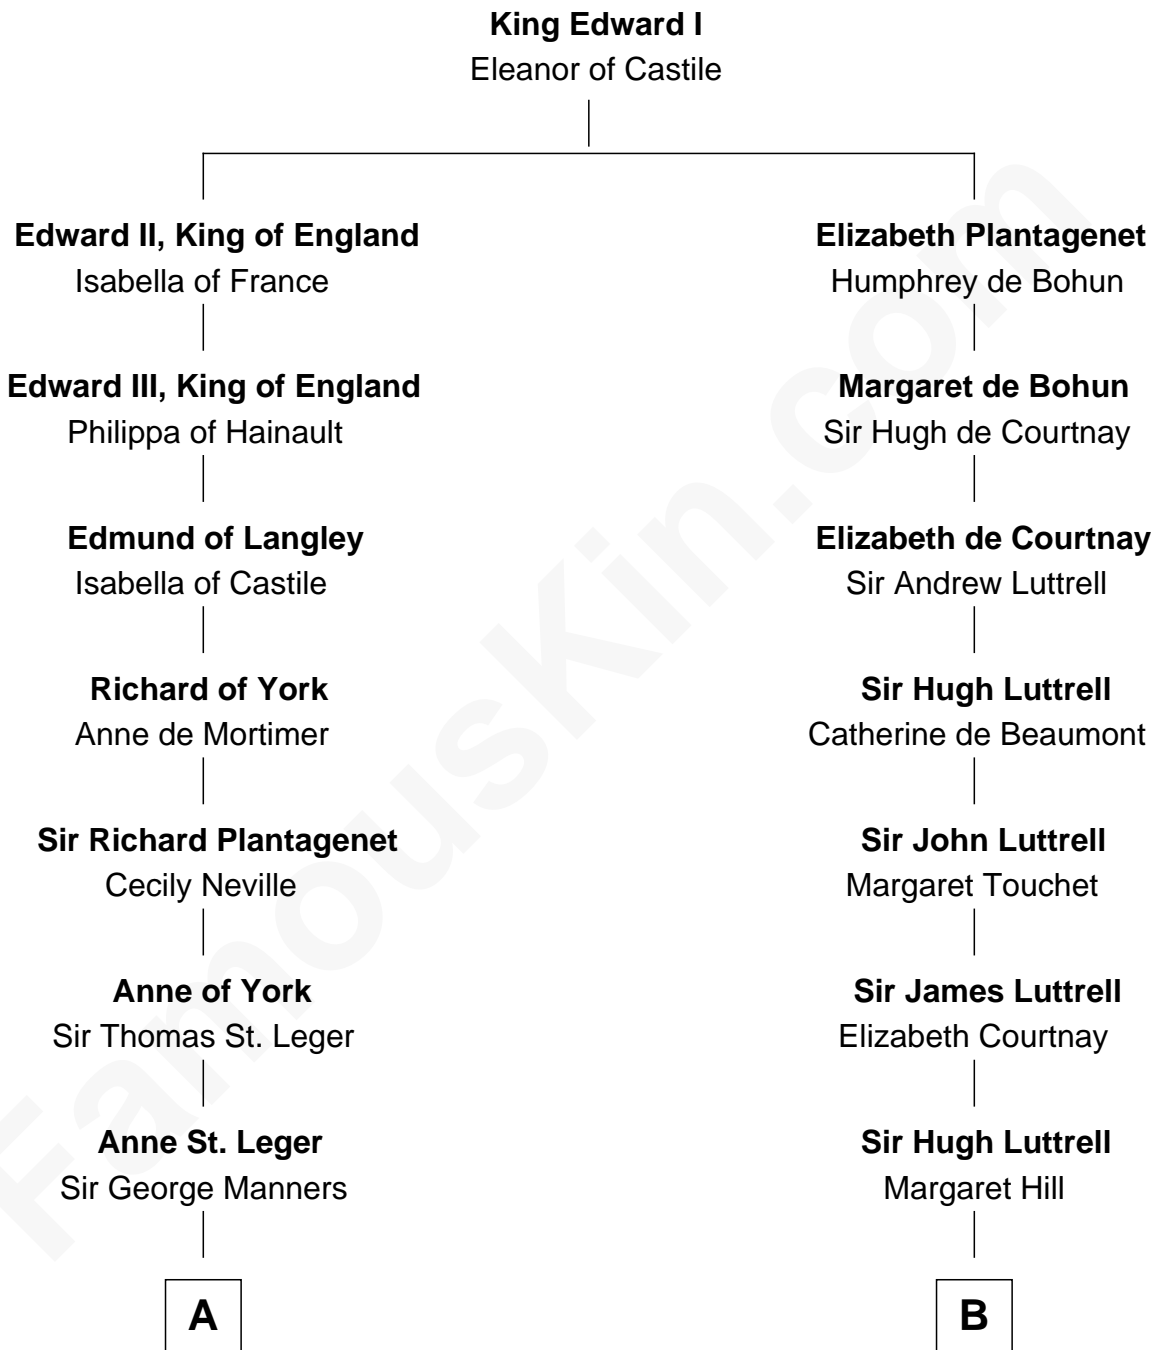 King Edward I
Eleanor of Castile
Edward II, King of England
Isabella of France
Elizabeth Plantagenet
Humphrey de Bohun
Edward III, King of England
Philippa of Hainault
Margaret de Bohun
Sir Hugh de Courtnay
Edmund of Langley
Isabella of Castile
Elizabeth de Courtnay
Sir Andrew Luttrell
Richard of York
Anne de Mortimer
Sir Hugh Luttrell
Catherine de Beaumont
Sir Richard Plantagenet
Cecily Neville
Sir John Luttrell
Margaret Touchet
Anne of York
Sir Thomas St. Leger
Sir James Luttrell
Elizabeth Courtnay
Anne St. Leger
Sir George Manners
Sir Hugh Luttrell
Margaret Hill
A
B
FamousKin.com